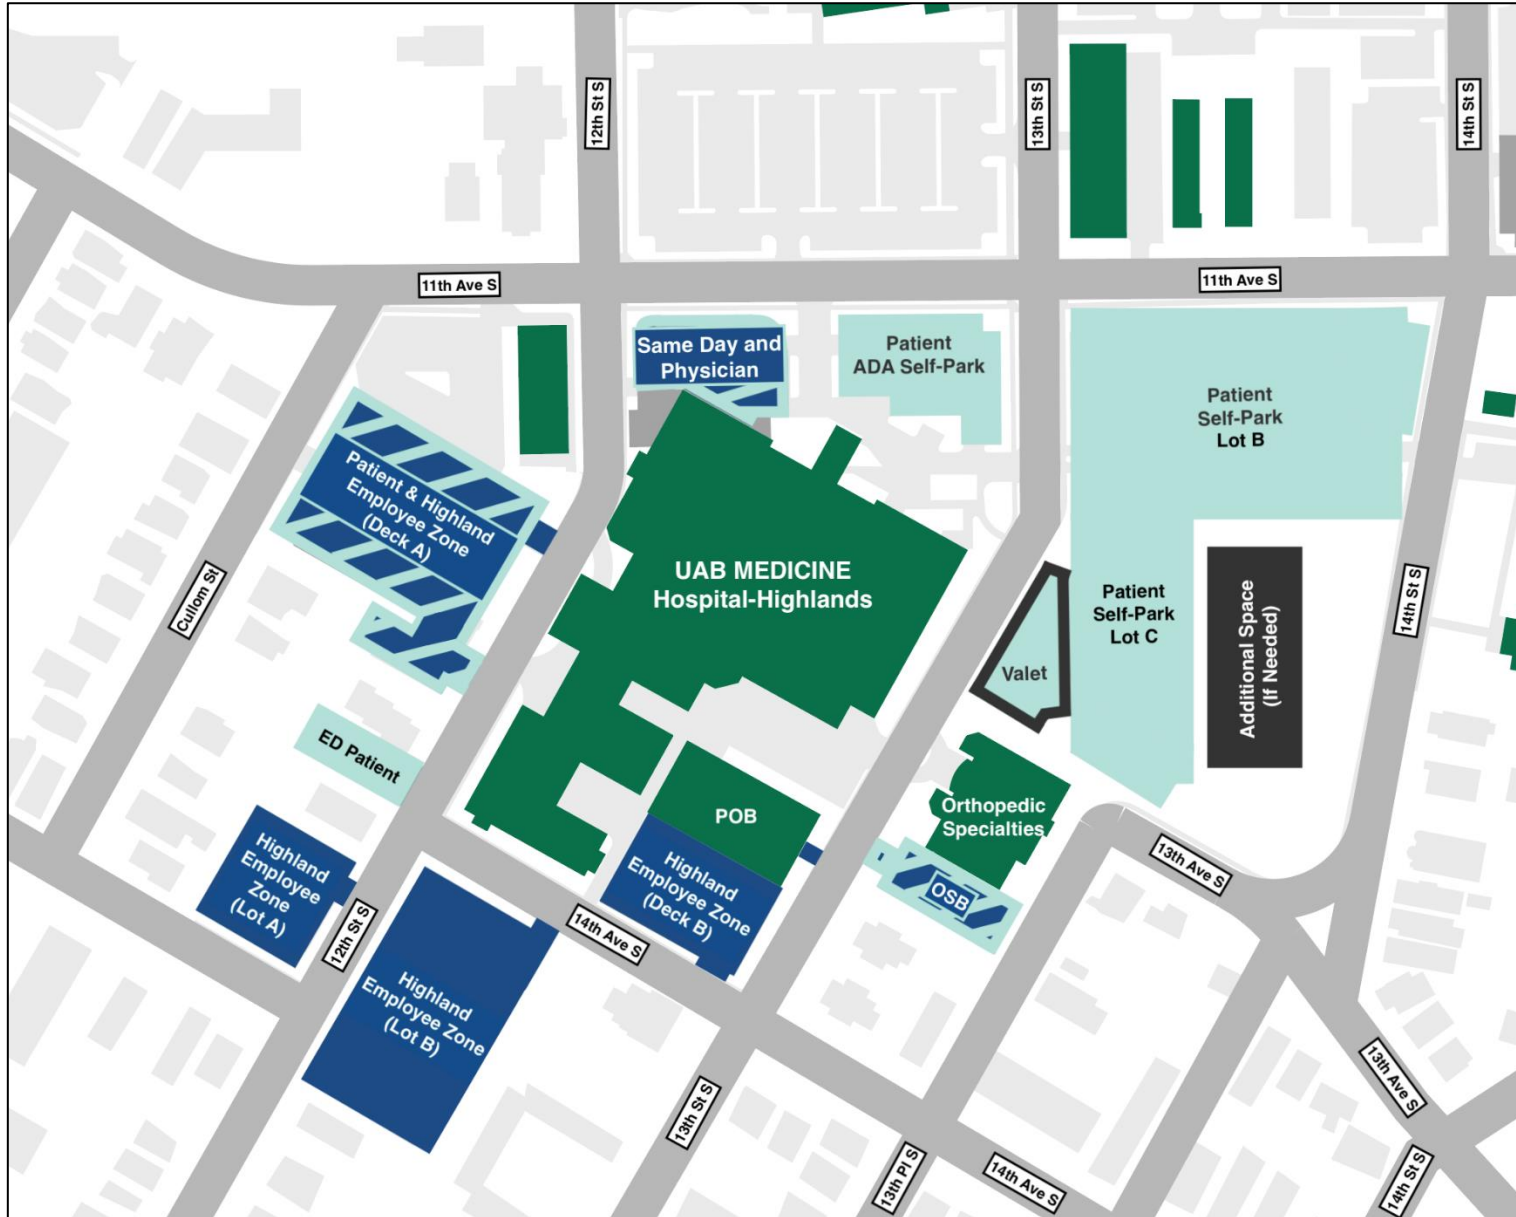 12th St S
13th St S
14th St S
11th Ave S
11th Ave S
Same Day and
Physician
Patient
ADA Self-Park
Patient
Self-Park
Lot B
Patient & Highland
Employee Zone
(Deck A)
UAB MEDICINE
Hospital-Highlands
Cullom St
14th St S
Patient
Self-Park
Lot C
Additional Space
(If Needed)
Valet
ED Patient
POB
Orthopedic
Specialties
Highland
Employee
Zone
(Lot A)
Highland
Employee Zone
(Deck B)
OSB
13th Ave S
12th St S
14th Ave S
Highland
Employee Zone
(Lot B)
13th St S
13th Pl S
14th Ave S
13th Ave S
14th St S